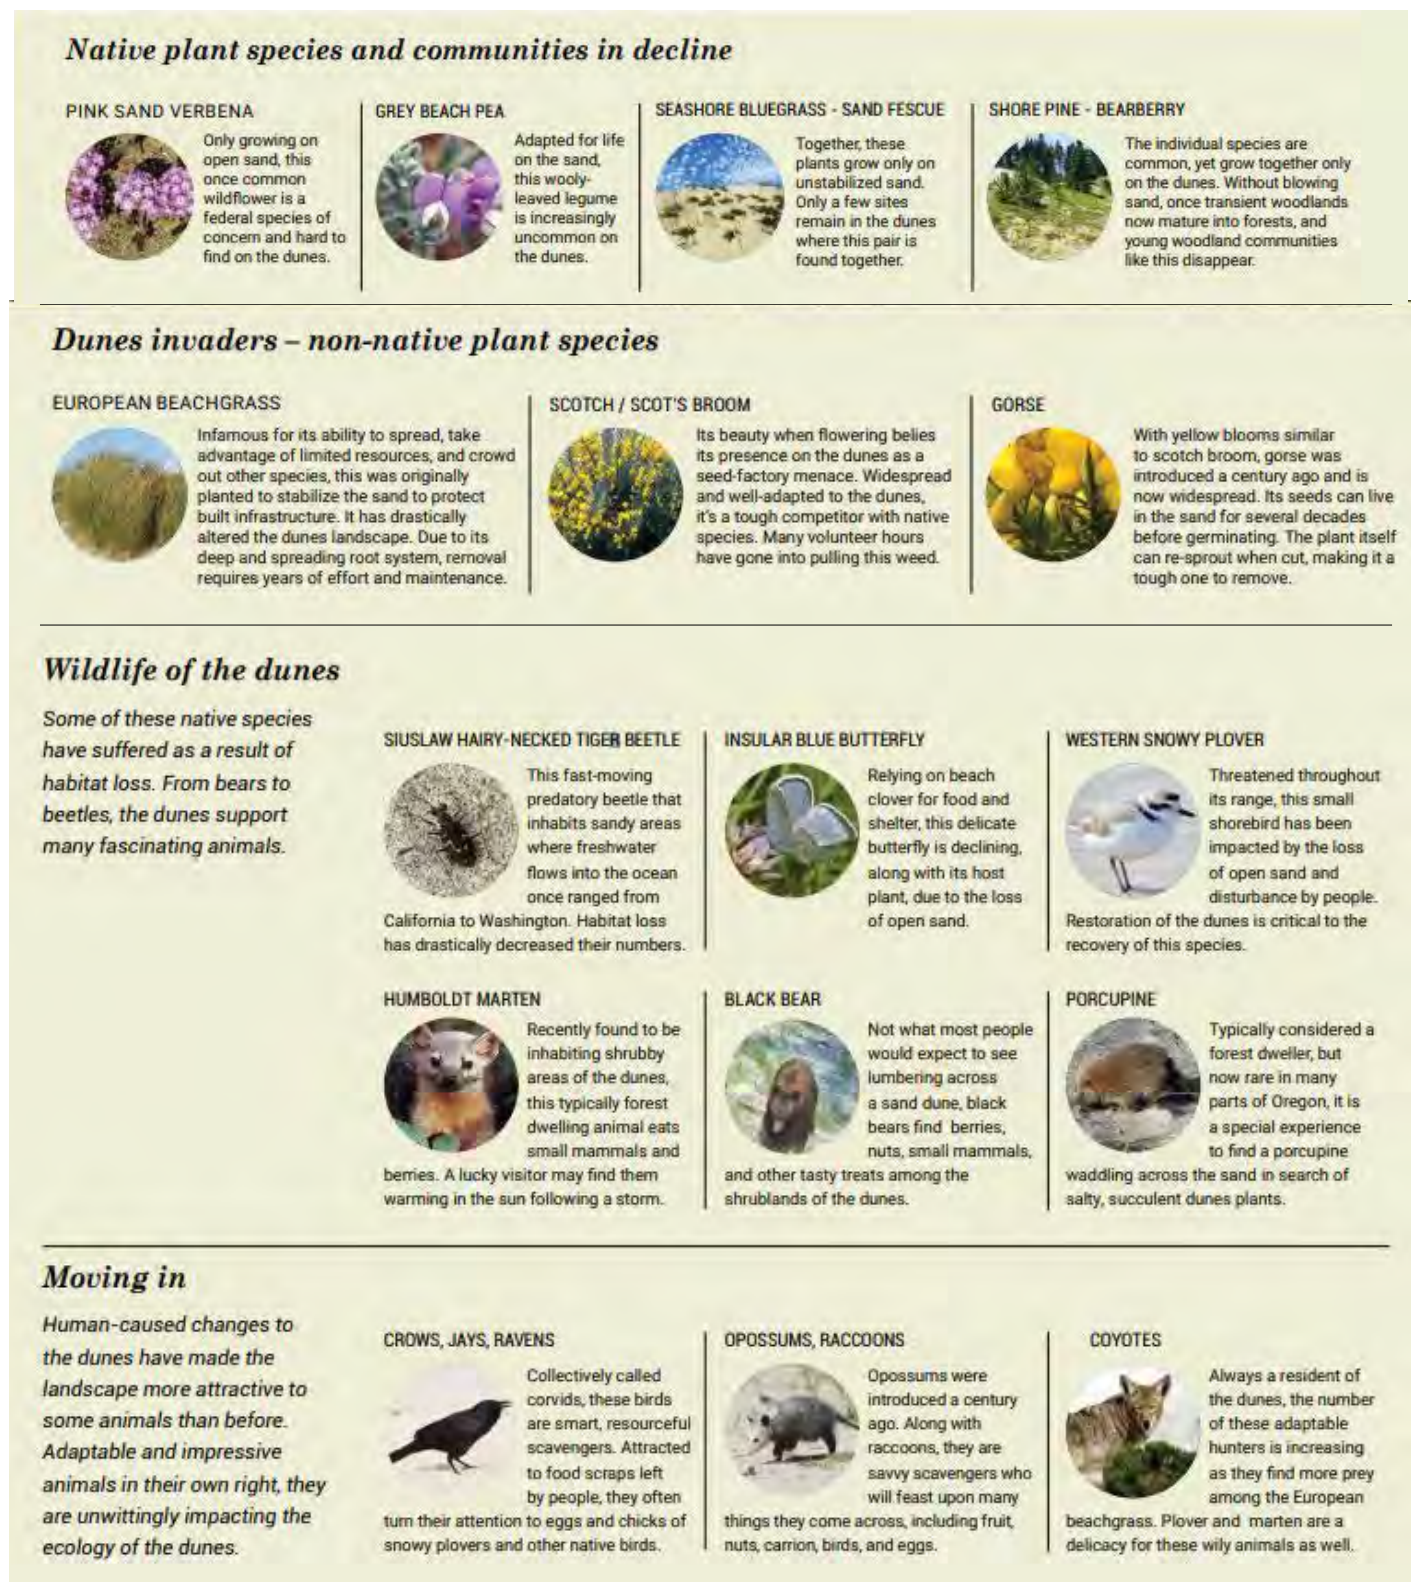 Native plant species and communities in decline
PINK SAND VERBENA
Only growing on
open sand, this
once common
wildflower is a
federal species of
concern and hard to
find on the dunes.
GREY BEACH PEA
Adapted for life
on the sand,
this wooly-
leaved legume
is increasingly
uncommon on
the dunes.
SEASHORE BLUEGRASS - SAND FESCUE
Together, these
plants grow only on
unstabilized sand.
Only a few sites
remain in the dunes
where this pair is
found together.
SHORE PINE - BEARBERRY
The individual species are
common, yet grow together only
on the dunes. Without blowing
sand, once transient woodlands
now mature into forests, and
young woodland communities
like this disappear.
Dunes invaders – non-native plant species
EUROPEAN BEACHGRASS
Infamous for its ability to spread, take
advantage of limited resources, and crowd
out other species, this was originally
planted to stabilize the sand to protect
built infrastructure. It has drastically
altered the dunes landscape. Due to its
deep and spreading root system, removal
requires years of effort and maintenance.
SCOTCH / SCOT'S BROOM
Its beauty when flowering belies
its presence on the dunes as a
seed-factory menace. Widespread
and well-adapted to the dunes,
it's a tough competitor with native
species. Many volunteer hours
have gone into pulling this weed.
GORSE
With yellow blooms similar
to scotch broom, gorse was
introduced a century ago and is
now widespread. Its seeds can live
in the sand for several decades
before germinating. The plant itself
can re-sprout when cut, making it a
tough one to remove.
Wildlife of the dunes
Some of these native species
have suffered as a result of
habitat loss. From bears to
beetles, the dunes support
many fascinating animals.
SIUSLAW HAIRY-NECKED TIGER BEETLE
This fast-moving
predatory beetle that
inhabits sandy areas
where freshwater
flows into the ocean
once ranged from
California to Washington. Habitat loss
has drastically decreased their numbers.
INSULAR BLUE BUTTERFLY
Relying on beach
clover for food and
shelter, this delicate
butterfly is declining,
along with its host
plant, due to the loss
of open sand.
WESTERN SNOWY PLOVER
Threatened throughout
its range, this small
shorebird has been
impacted by the loss
of open sand and
disturbance by people.
Restoration of the dunes is critical to the
recovery of this species.
HUMBOLDT MARTEN
Recently found to be
inhabiting shrubby
areas of the dunes,
this typically forest
dwelling animal eats
small mammals and
berries. A lucky visitor may find them
warming in the sun following a storm.
BLACK BEAR
Not what most people
would expect to see
lumbering across
a sand dune, black
bears find berries,
nuts, small mammals,
and other tasty treats among the
shrublands of the dunes.
PORCUPINE
Typically considered a
forest dweller, but
now rare in many
parts of Oregon, it is
a special experience
to find a porcupine
waddling across the sand in search of
salty, succulent dunes plants.
Moving in
Human-caused changes to
the dunes have made the
landscape more attractive to
some animals than before.
Adaptable and impressive
animals in their own right, they
are unwittingly impacting the
ecology of the dunes.
CROWS, JAYS, RAVENS
Collectively called
corvids, these birds
are smart, resourceful
scavengers. Attracted
to food scraps left
by people, they often
turn their attention to eggs and chicks of
snowy plovers and other native birds.
OPOSSUMS, RACCOONS
Opossums were
introduced a century
ago. Along with
raccoons, they are
savvy scavengers who
will feast upon many
things they come across, including fruit,
nuts, carrion, birds, and eggs.
COYOTES
Always a resident of
the dunes, the number
of these adaptable
hunters is increasing
as they find more prey
among the European
beachgrass. Plover and marten are a
delicacy for these wily animals as well.